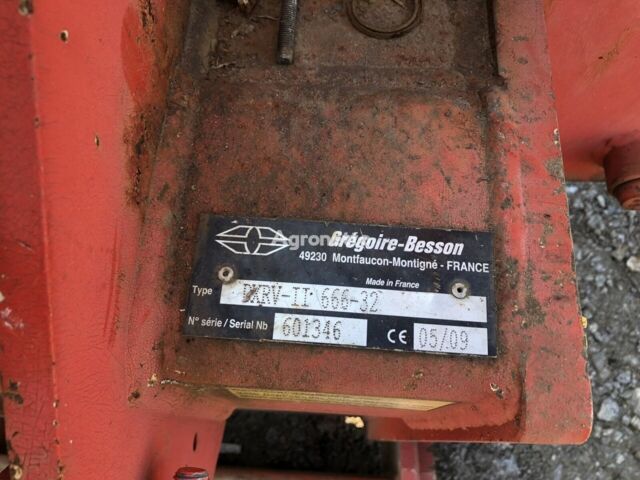 Grégoire-Besson
49230 Montfaucon-Montigné - FRANCE
Made in France
Type PXRV-II 666-32
N° série / Serial Nb 601346 CE 05/09